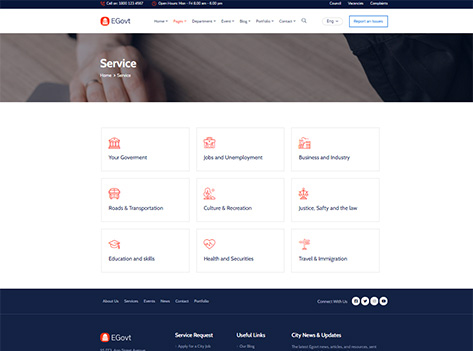 Call on: 1800 123 4567 Open Hours: Mon - Fri 8.00 am - 6.00 pm Council Vacancies Complaints
EGovt Home Pages Department Event Blog Portfolio Contact Eng Report an Issues
Service
Home > Service
Your Goverment Jobs and Unemployment Business and Industry
Roads & Transportation Culture & Recreation Justice, Safty and the law
Education and skills Health and Securities Travel & Immigration
About Us Services Events News Contact Portfolio Connect With Us
EGovt Service Request Useful Links City News & Updates
- Apply for a City Job - Our Blog The latest Egovt news, articles, and resources, sent